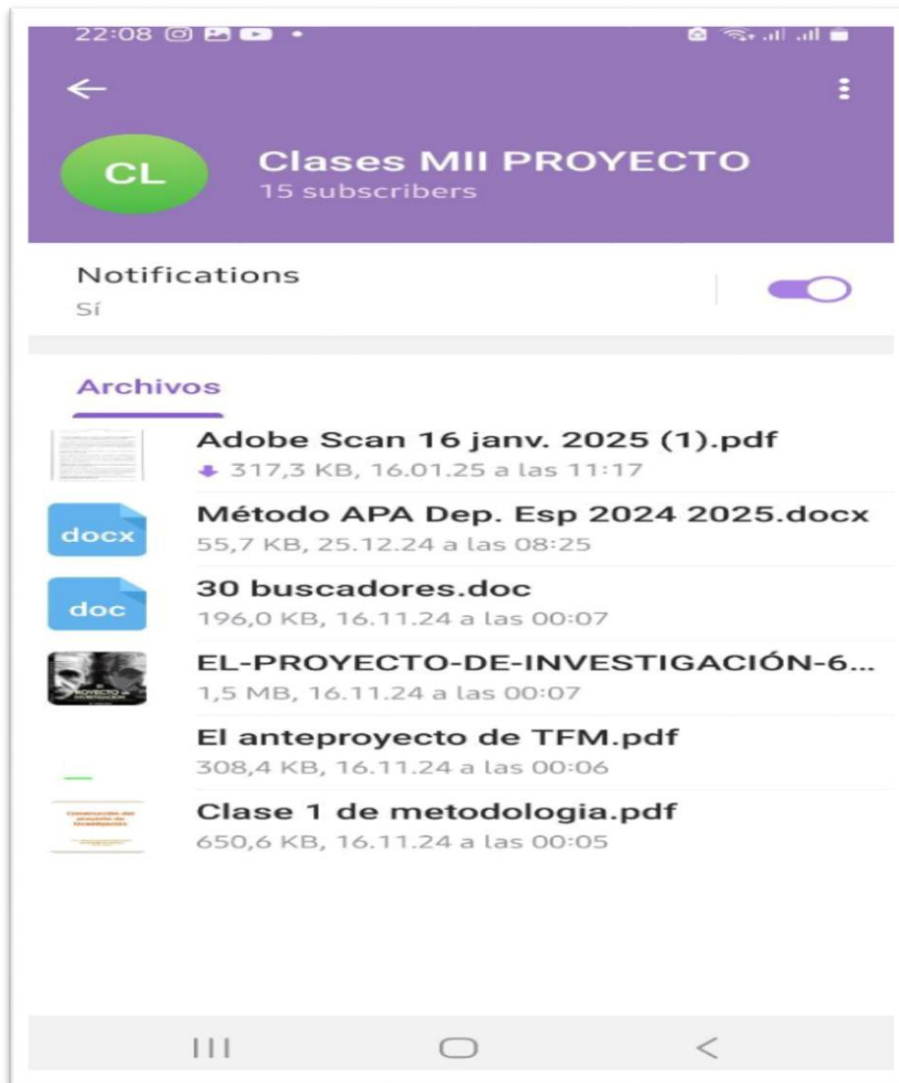 22:08
CL
Clases MII PROYECTO
15 subscribers
Notifications
Sí
Archivos
Adobe Scan 16 janv. 2025 (1).pdf
317,3 KB, 16.01.25 a las 11:17
docx
Método APA Dep. Esp 2024 2025.docx
55,7 KB, 25.12.24 a las 08:25
doc
30 buscadores.doc
196,0 KB, 16.11.24 a las 00:07
EL-PROYECTO-DE-INVESTIGACIÓN-6...
1,5 MB, 16.11.24 a las 00:07
El anteproyecto de TFM.pdf
308,4 KB, 16.11.24 a las 00:06
Construcción del
proyecto de
investigación
Clase 1 de metodologia.pdf
650,6 KB, 16.11.24 a las 00:05